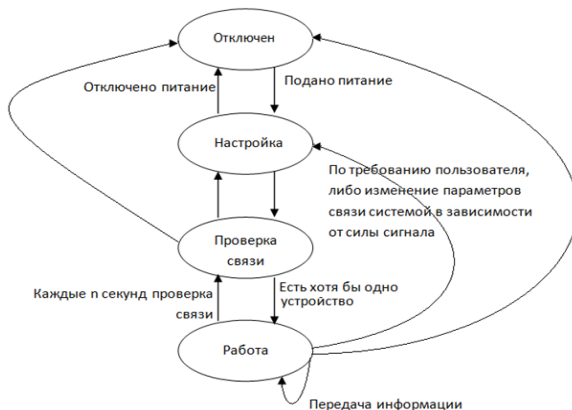 Отключен
Отключено питание
Подано питание
Настройка
По требованию пользователя,
либо изменение параметров
связи системой в зависимости
от силы сигнала
Проверка
связи
Каждые n секунд проверка
связи
Есть хотя бы одно
устройство
Работа
Передача информации